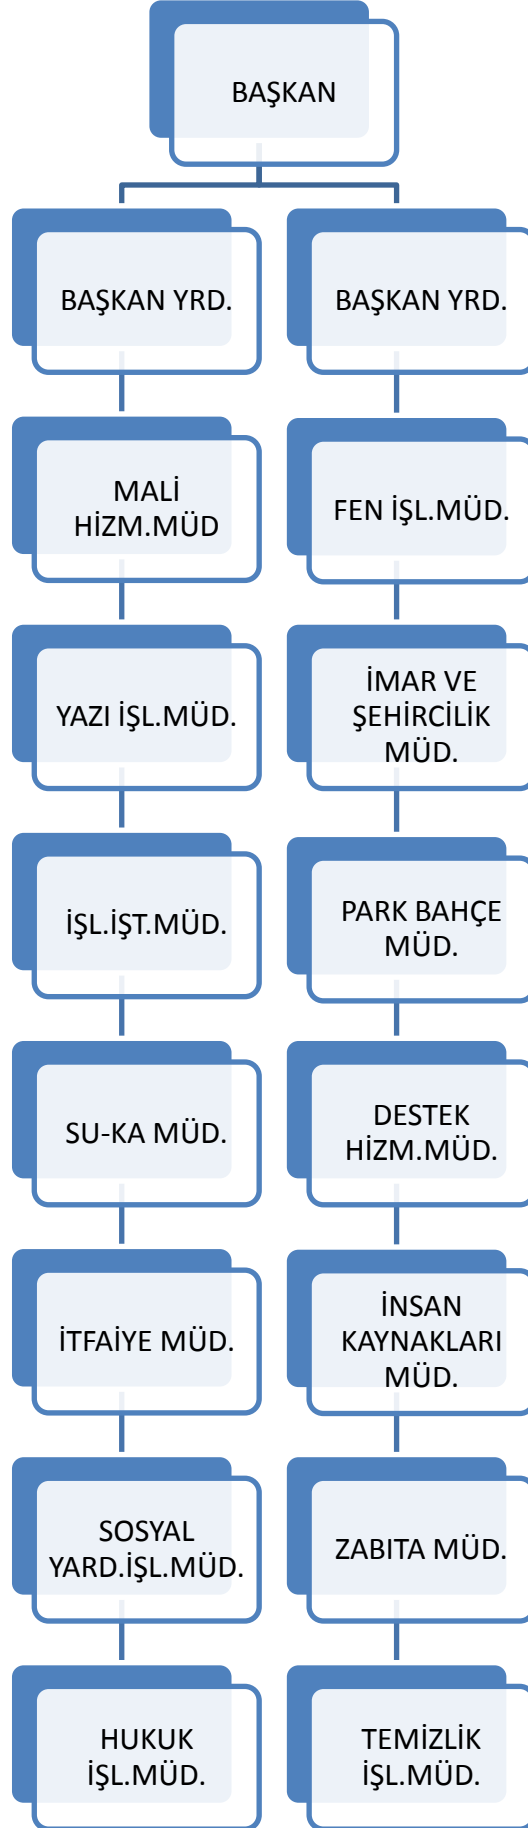 BAŞKAN
BAŞKAN YRD.
MALİ
HİZM.MÜD
YAZI İŞL.MÜD.
İŞL.İŞT.MÜD.
SU-KA MÜD.
İTFAİYE MÜD.
SOSYAL
YARD.İŞL.MÜD.
HUKUK
İŞL.MÜD.
BAŞKAN YRD.
FEN İŞL.MÜD.
İMAR VE
ŞEHİRCİLİK
MÜD.
PARK BAHÇE
MÜD.
DESTEK
HİZM.MÜD.
İNSAN
KAYNAKLARI
MÜD.
ZABITA MÜD.
TEMİZLİK
İŞL.MÜD.